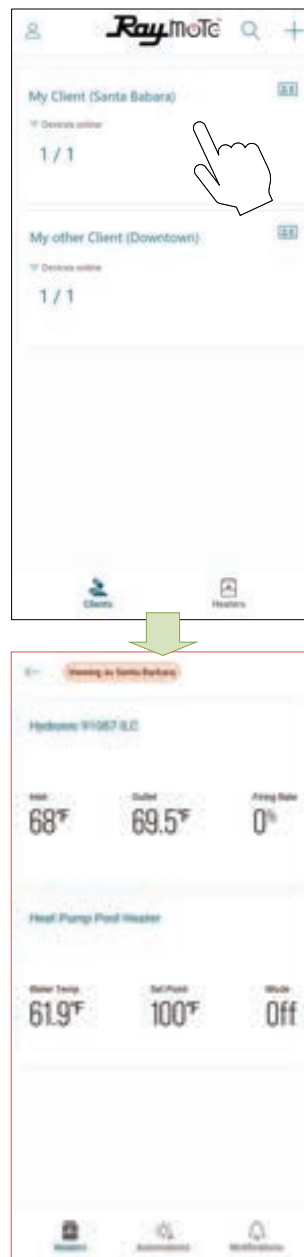 RayMOTE
My Client (Santa Babara)
Devices online
1 / 1
My other Client (Downtown)
Devices online
1 / 1
Clients
Heaters
Viewing as Santa Barbara
Hydronic 91087 ILC
Inlet
Outlet
Firing Rate
68°F
69.5°F
0%
Heat Pump Pool Heater
Water Temp
Set Point
Mode
61.9°F
100°F
Off
Heaters
Automations
Notifications